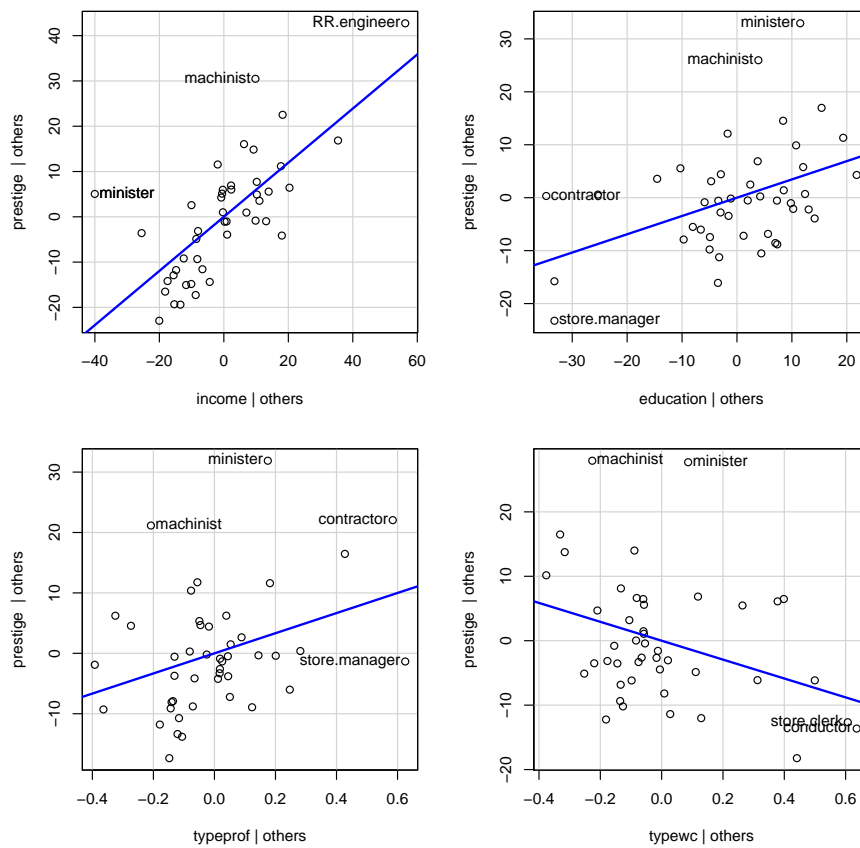 RR.engineer
machinist
minister
minister
prestige | others
−20 −10 0 10 20 30 40
−40 −20 0 20 40 60
income | others
minister
machinist
contractor
store.manager
prestige | others
−20 −10 0 10 20 30
−30 −20 −10 0 10 20
education | others
minister
machinist
contractor
store.manager
prestige | others
−10 0 10 20 30
−0.4 −0.2 0.0 0.2 0.4 0.6
typeprof | others
machinist
minister
store.clerk
conductor
prestige | others
−20 −10 0 10 20
−0.4 −0.2 0.0 0.2 0.4 0.6
typewc | others